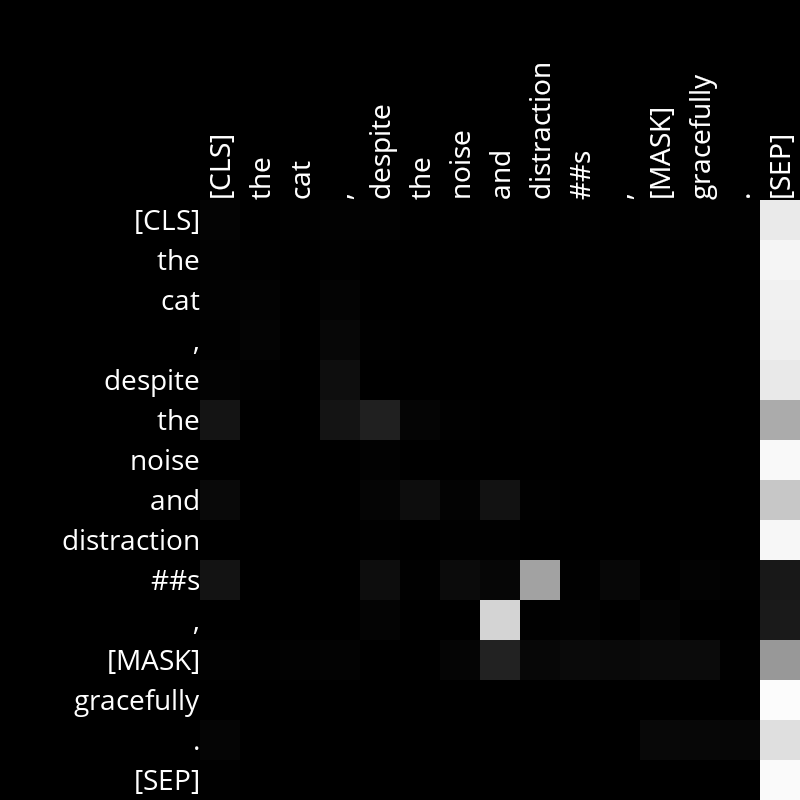 [CLS] the cat , despite the noise and distraction ##s , [MASK] gracefully . [SEP]
[CLS]
the
cat
,
despite
the
noise
and
distraction
##s
,
[MASK]
gracefully
.
[SEP]